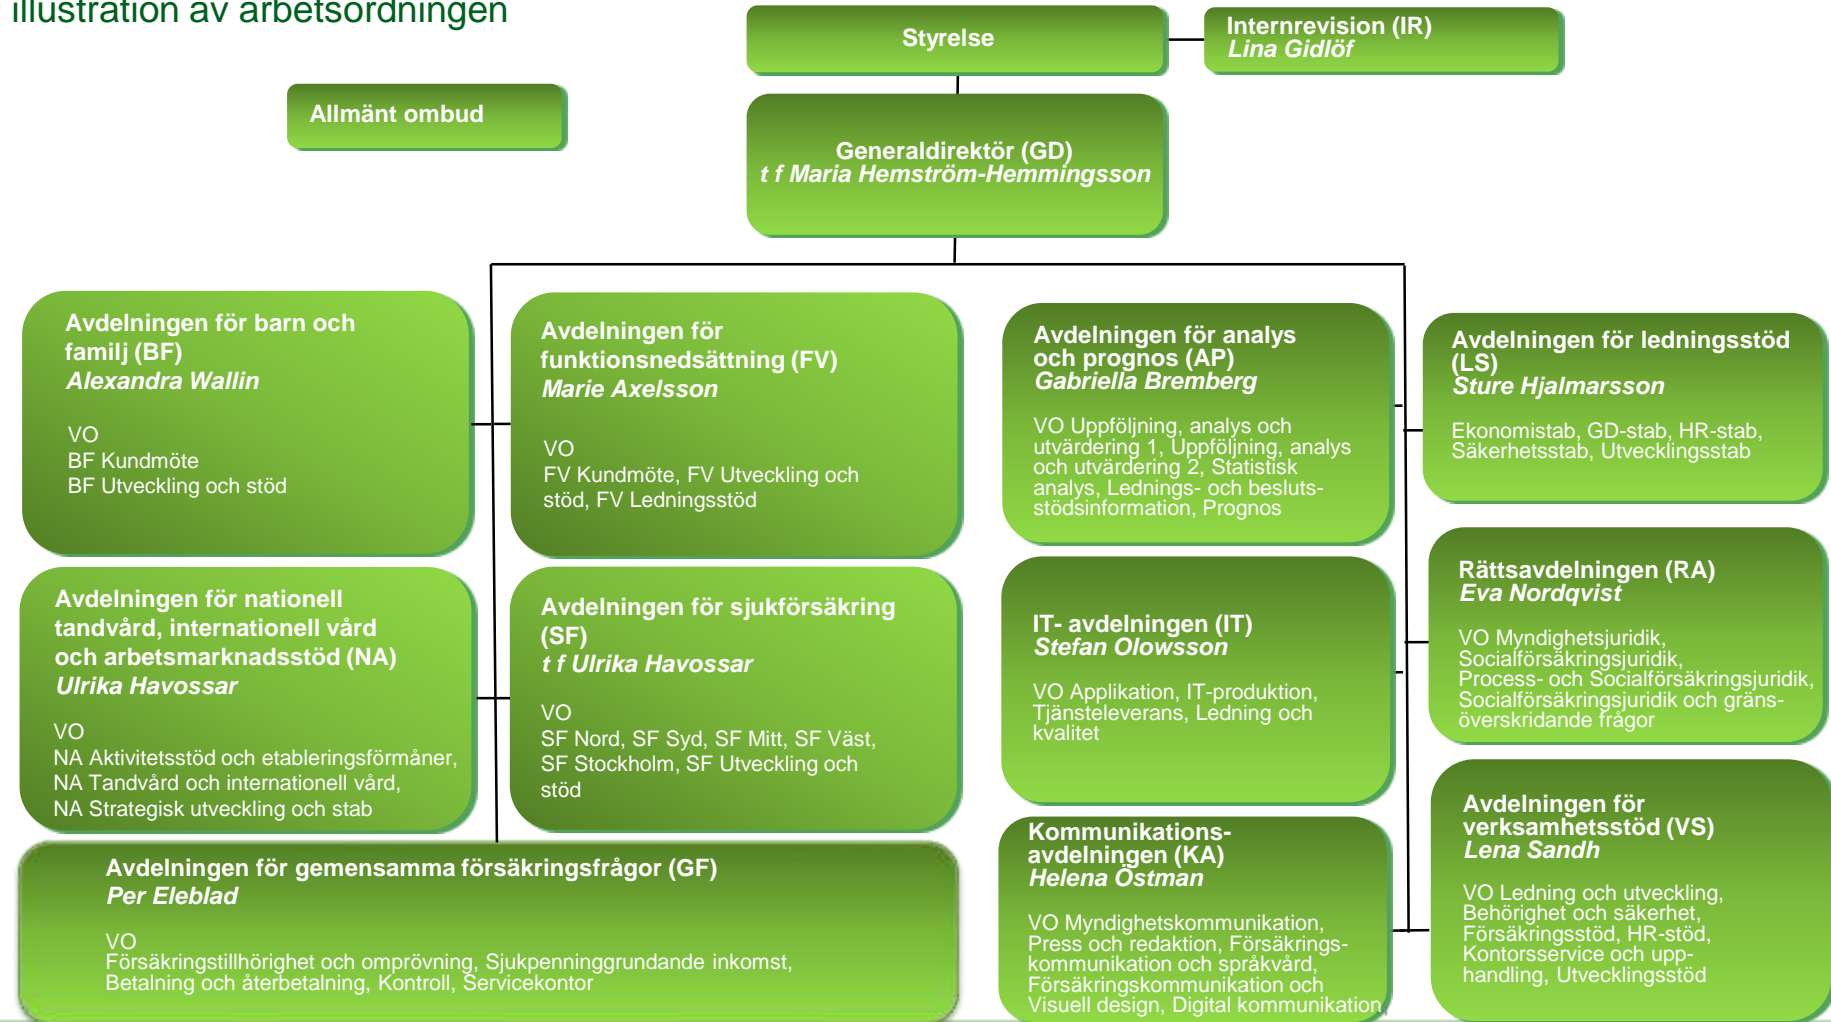 illustration av arbetsordningen
Styrelse
Internrevision (IR)
Lina Gidlöf
Allmänt ombud
Generaldirektör (GD)
t f Maria Hemström-Hemmingsson
Avdelningen för barn och
familj (BF)
Alexandra Wallin
VO
BF Kundmöte
BF Utveckling och stöd
Avdelningen för
funktionsnedsättning (FV)
Marie Axelsson
VO
FV Kundmöte, FV Utveckling och
stöd, FV Ledningsstöd
Avdelningen för analys
och prognos (AP)
Gabriella Bremberg
VO Uppföljning, analys och
utvärdering 1, Uppföljning, analys
och utvärdering 2, Statistisk
analys, Lednings- och besluts-
stödsinformation, Prognos
Avdelningen för ledningsstöd
(LS)
Sture Hjalmarsson
Ekonomistab, GD-stab, HR-stab,
Säkerhetsstab, Utvecklingsstab
Avdelningen för nationell
tandvård, internationell vård
och arbetsmarknadsstöd (NA)
Ulrika Havossar
VO
NA Aktivitetsstöd och etableringsförmåner,
NA Tandvård och internationell vård,
NA Strategisk utveckling och stab
Avdelningen för sjukförsäkring
(SF)
t f Ulrika Havossar
VO
SF Nord, SF Syd, SF Mitt, SF Väst,
SF Stockholm, SF Utveckling och
stöd
IT- avdelningen (IT)
Stefan Olowsson
VO Applikation, IT-produktion,
Tjänsteleverans, Ledning och
kvalitet
Rättsavdelningen (RA)
Eva Nordqvist
VO Myndighetsjuridik,
Socialförsäkringsjuridik,
Process- och Socialförsäkringsjuridik,
Socialförsäkringsjuridik och gräns-
överskridande frågor
Avdelningen för gemensamma försäkringsfrågor (GF)
Per Eleblad
VO
Försäkringstillhörighet och omprövning, Sjukpenninggrundande inkomst,
Betalning och återbetalning, Kontroll, Servicekontor
Kommunikations-
avdelningen (KA)
Helena Östman
VO Myndighetskommunikation,
Press och redaktion, Försäkrings-
kommunikation och språkvård,
Försäkringskommunikation och
Visuell design, Digital kommunikation,
Avdelningen för
verksamhetsstöd (VS)
Lena Sandh
VO Ledning och utveckling,
Behörighet och säkerhet,
Försäkringsstöd, HR-stöd,
Kontorsservice och upp-
handling, Utvecklingsstöd